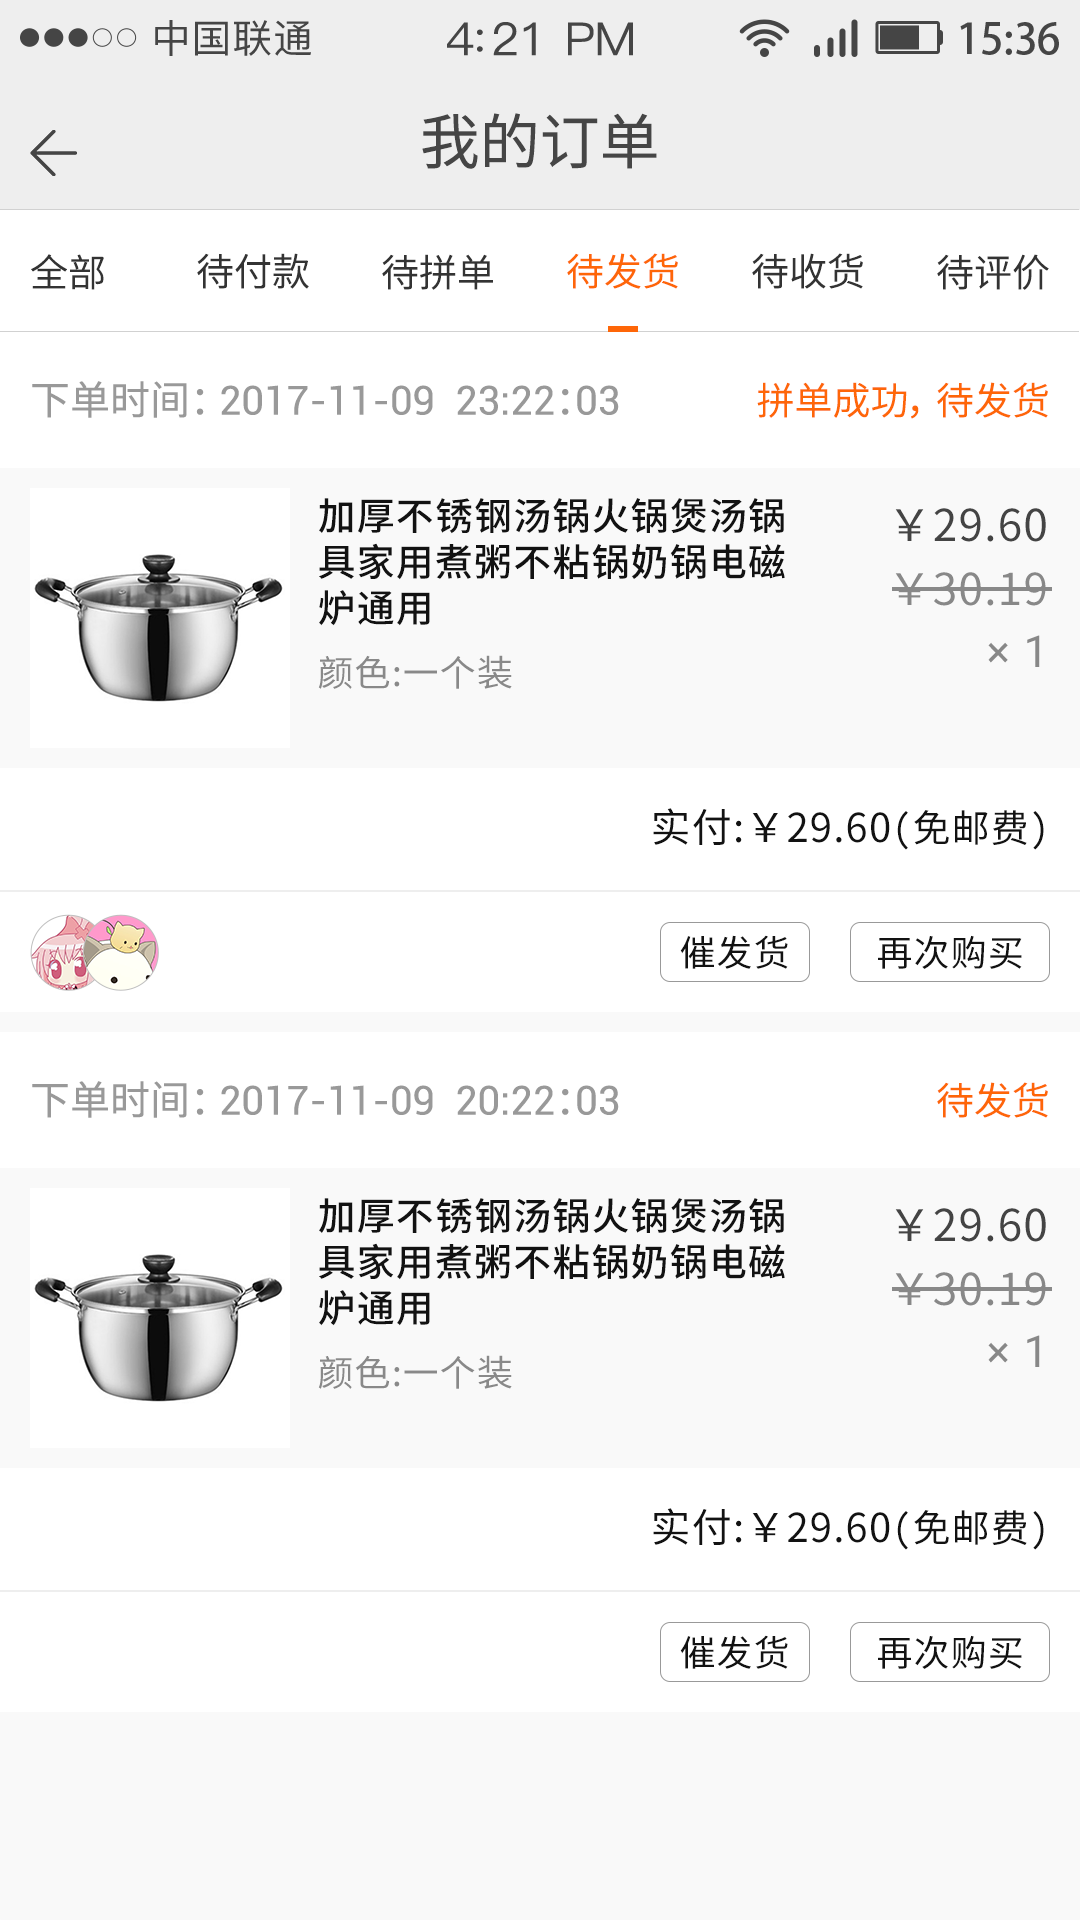 中国联通 4:21 PM 15:36
我的订单
全部 待付款 待拼单 待发货 待收货 待评价
下单时间：2017-11-09 23:22:03 拼单成功，待发货
加厚不锈钢汤锅火锅煲汤锅 ￥29.60
具家用煮粥不粘锅奶锅电磁 ￥30.19
炉通用 × 1
颜色:一个装
实付:￥29.60(免邮费)
催发货 再次购买
下单时间：2017-11-09 20:22:03 待发货
加厚不锈钢汤锅火锅煲汤锅 ￥29.60
具家用煮粥不粘锅奶锅电磁 ￥30.19
炉通用 × 1
颜色:一个装
实付:￥29.60(免邮费)
催发货 再次购买